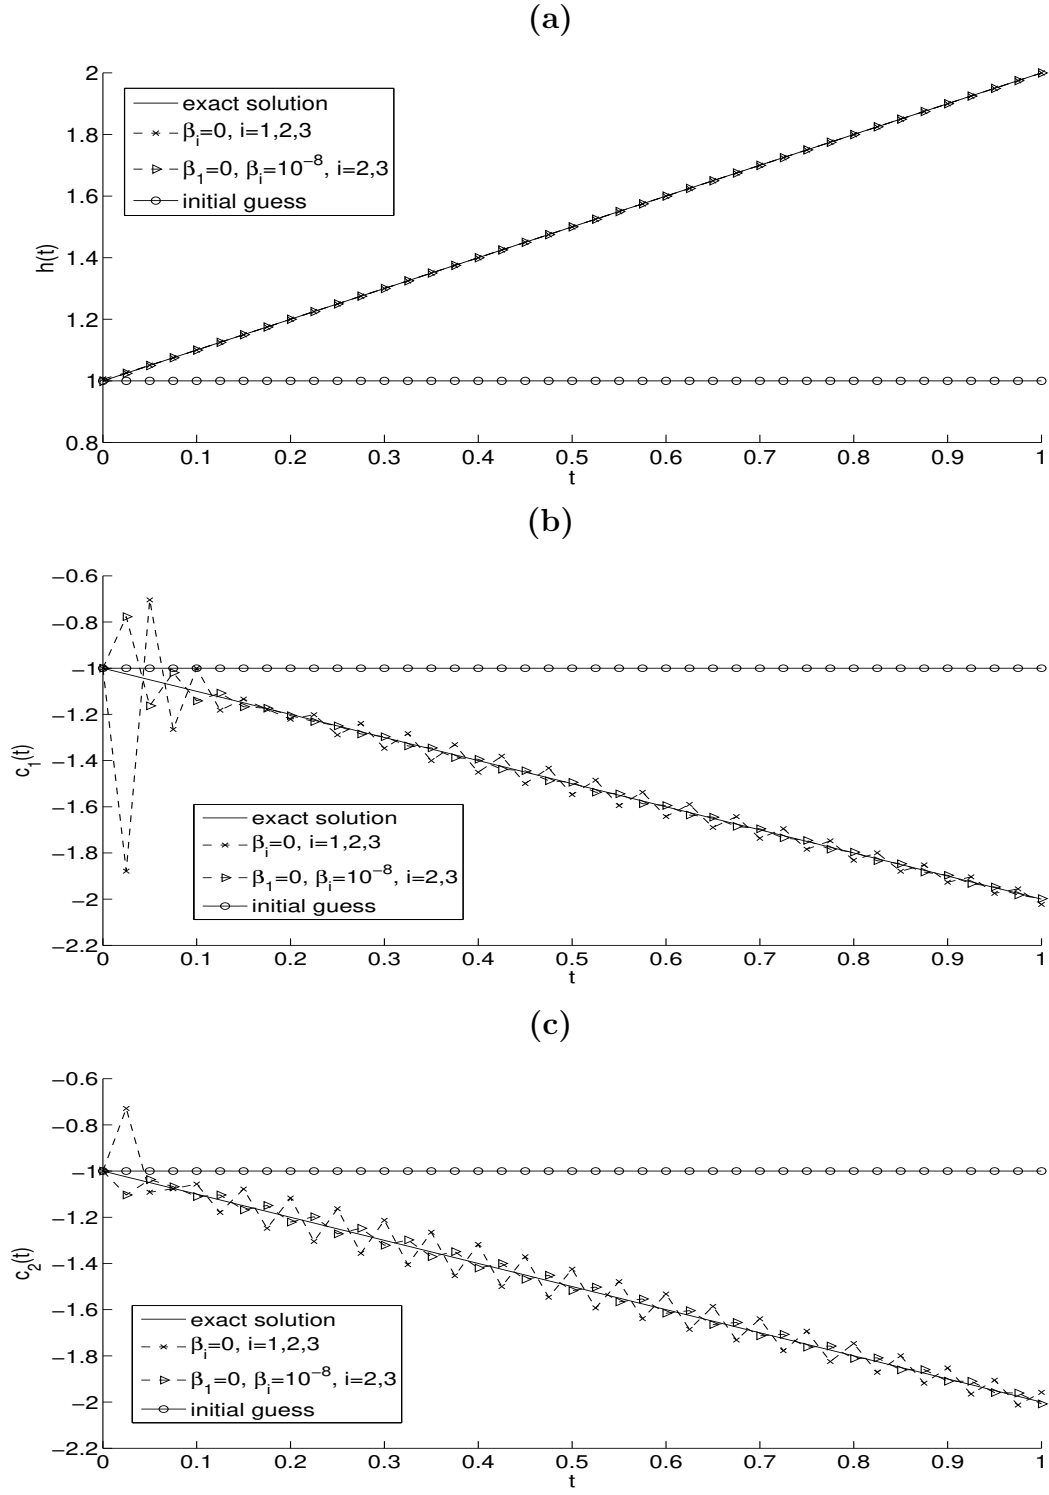 (a)
2
1.8
1.6
1.4
1.2
1
0.8
h(t)
exact solution
β_i=0, i=1,2,3
β_1=0, β_i=10^{-8}, i=2,3
initial guess
0 0.1 0.2 0.3 0.4 0.5 0.6 0.7 0.8 0.9 1
t
(b)
−0.6
−0.8
−1
−1.2
−1.4
−1.6
−1.8
−2
−2.2
c_1(t)
exact solution
β_i=0, i=1,2,3
β_1=0, β_i=10^{-8}, i=2,3
initial guess
0 0.1 0.2 0.3 0.4 0.5 0.6 0.7 0.8 0.9 1
t
(c)
−0.6
−0.8
−1
−1.2
−1.4
−1.6
−1.8
−2
−2.2
c_2(t)
exact solution
β_i=0, i=1,2,3
β_1=0, β_i=10^{-8}, i=2,3
initial guess
0 0.1 0.2 0.3 0.4 0.5 0.6 0.7 0.8 0.9 1
t